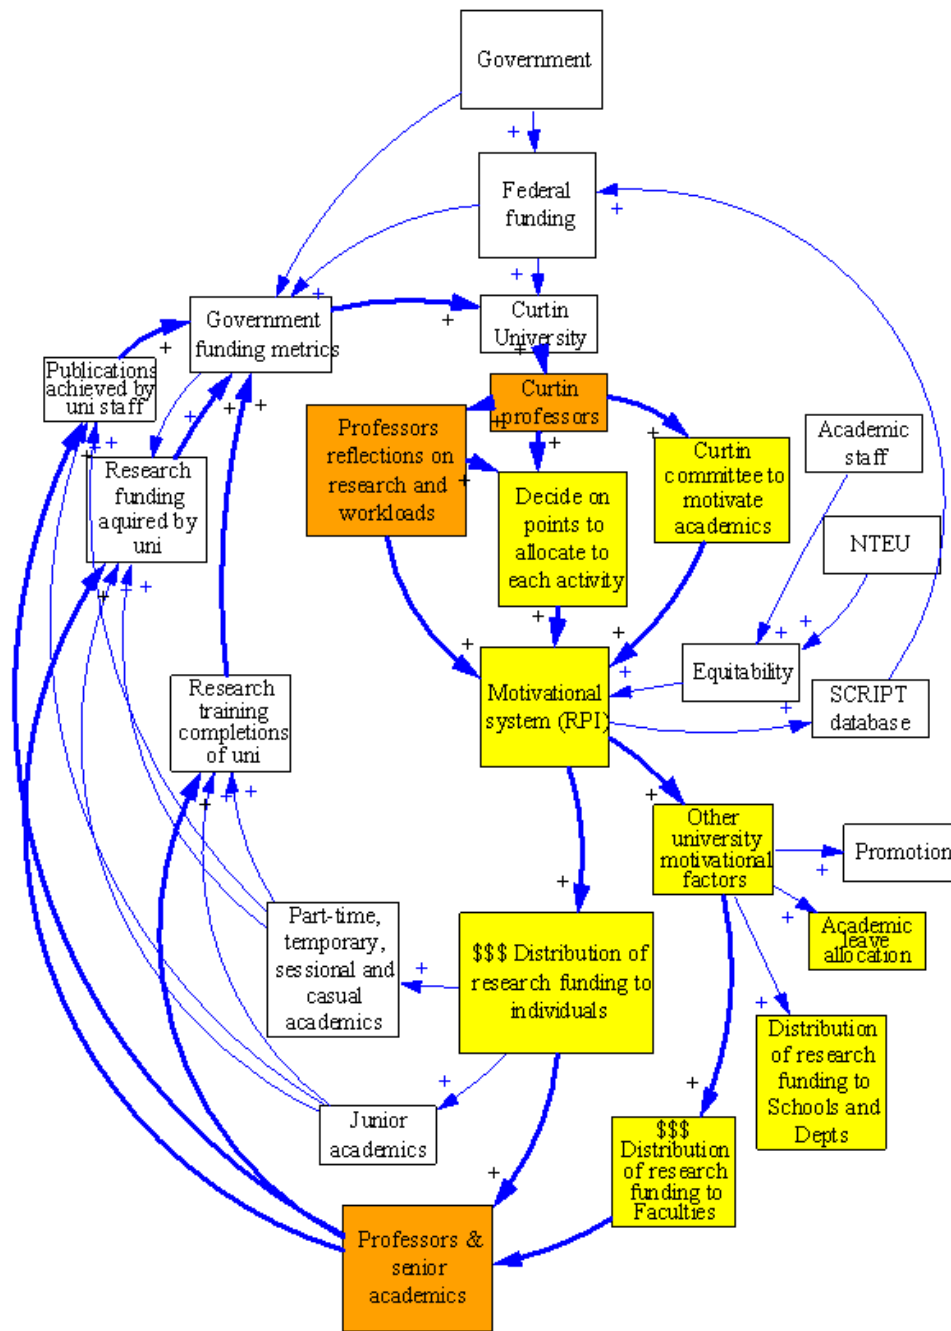 Government
+
Federal
funding
+
+
+
Government
funding metrics
+
Curtin
University
+
+
Publications
achieved by
uni staff
+
+
+
+
Curtin
professors
+
+
+
Professors
reflections on
research and
workloads
+
Curtin
committee to
motivate
academics
Academic
staff
+
+
+
Research
funding
aquired by
uni
Decide on
points to
allocate to
each activity
NTEU
+
+
+
+
+
+
+
+
+
Research
training
completions
of uni
Motivational
system (RPI)
+
Equitability
+
SCRIPT
database
+
+
+
+
Other
university
motivational
factors
Promotion
+
+
Part-time,
temporary,
sessional and
casual
academics
+
$$$ Distribution of
research funding to
individuals
+
Academic
leave
allocation
+
Distribution
of research
funding to
Schools and
Depts
+
+
Junior
academics
$$$
Distribution
of research
funding to
Faculties
+
Professors &
senior
academics